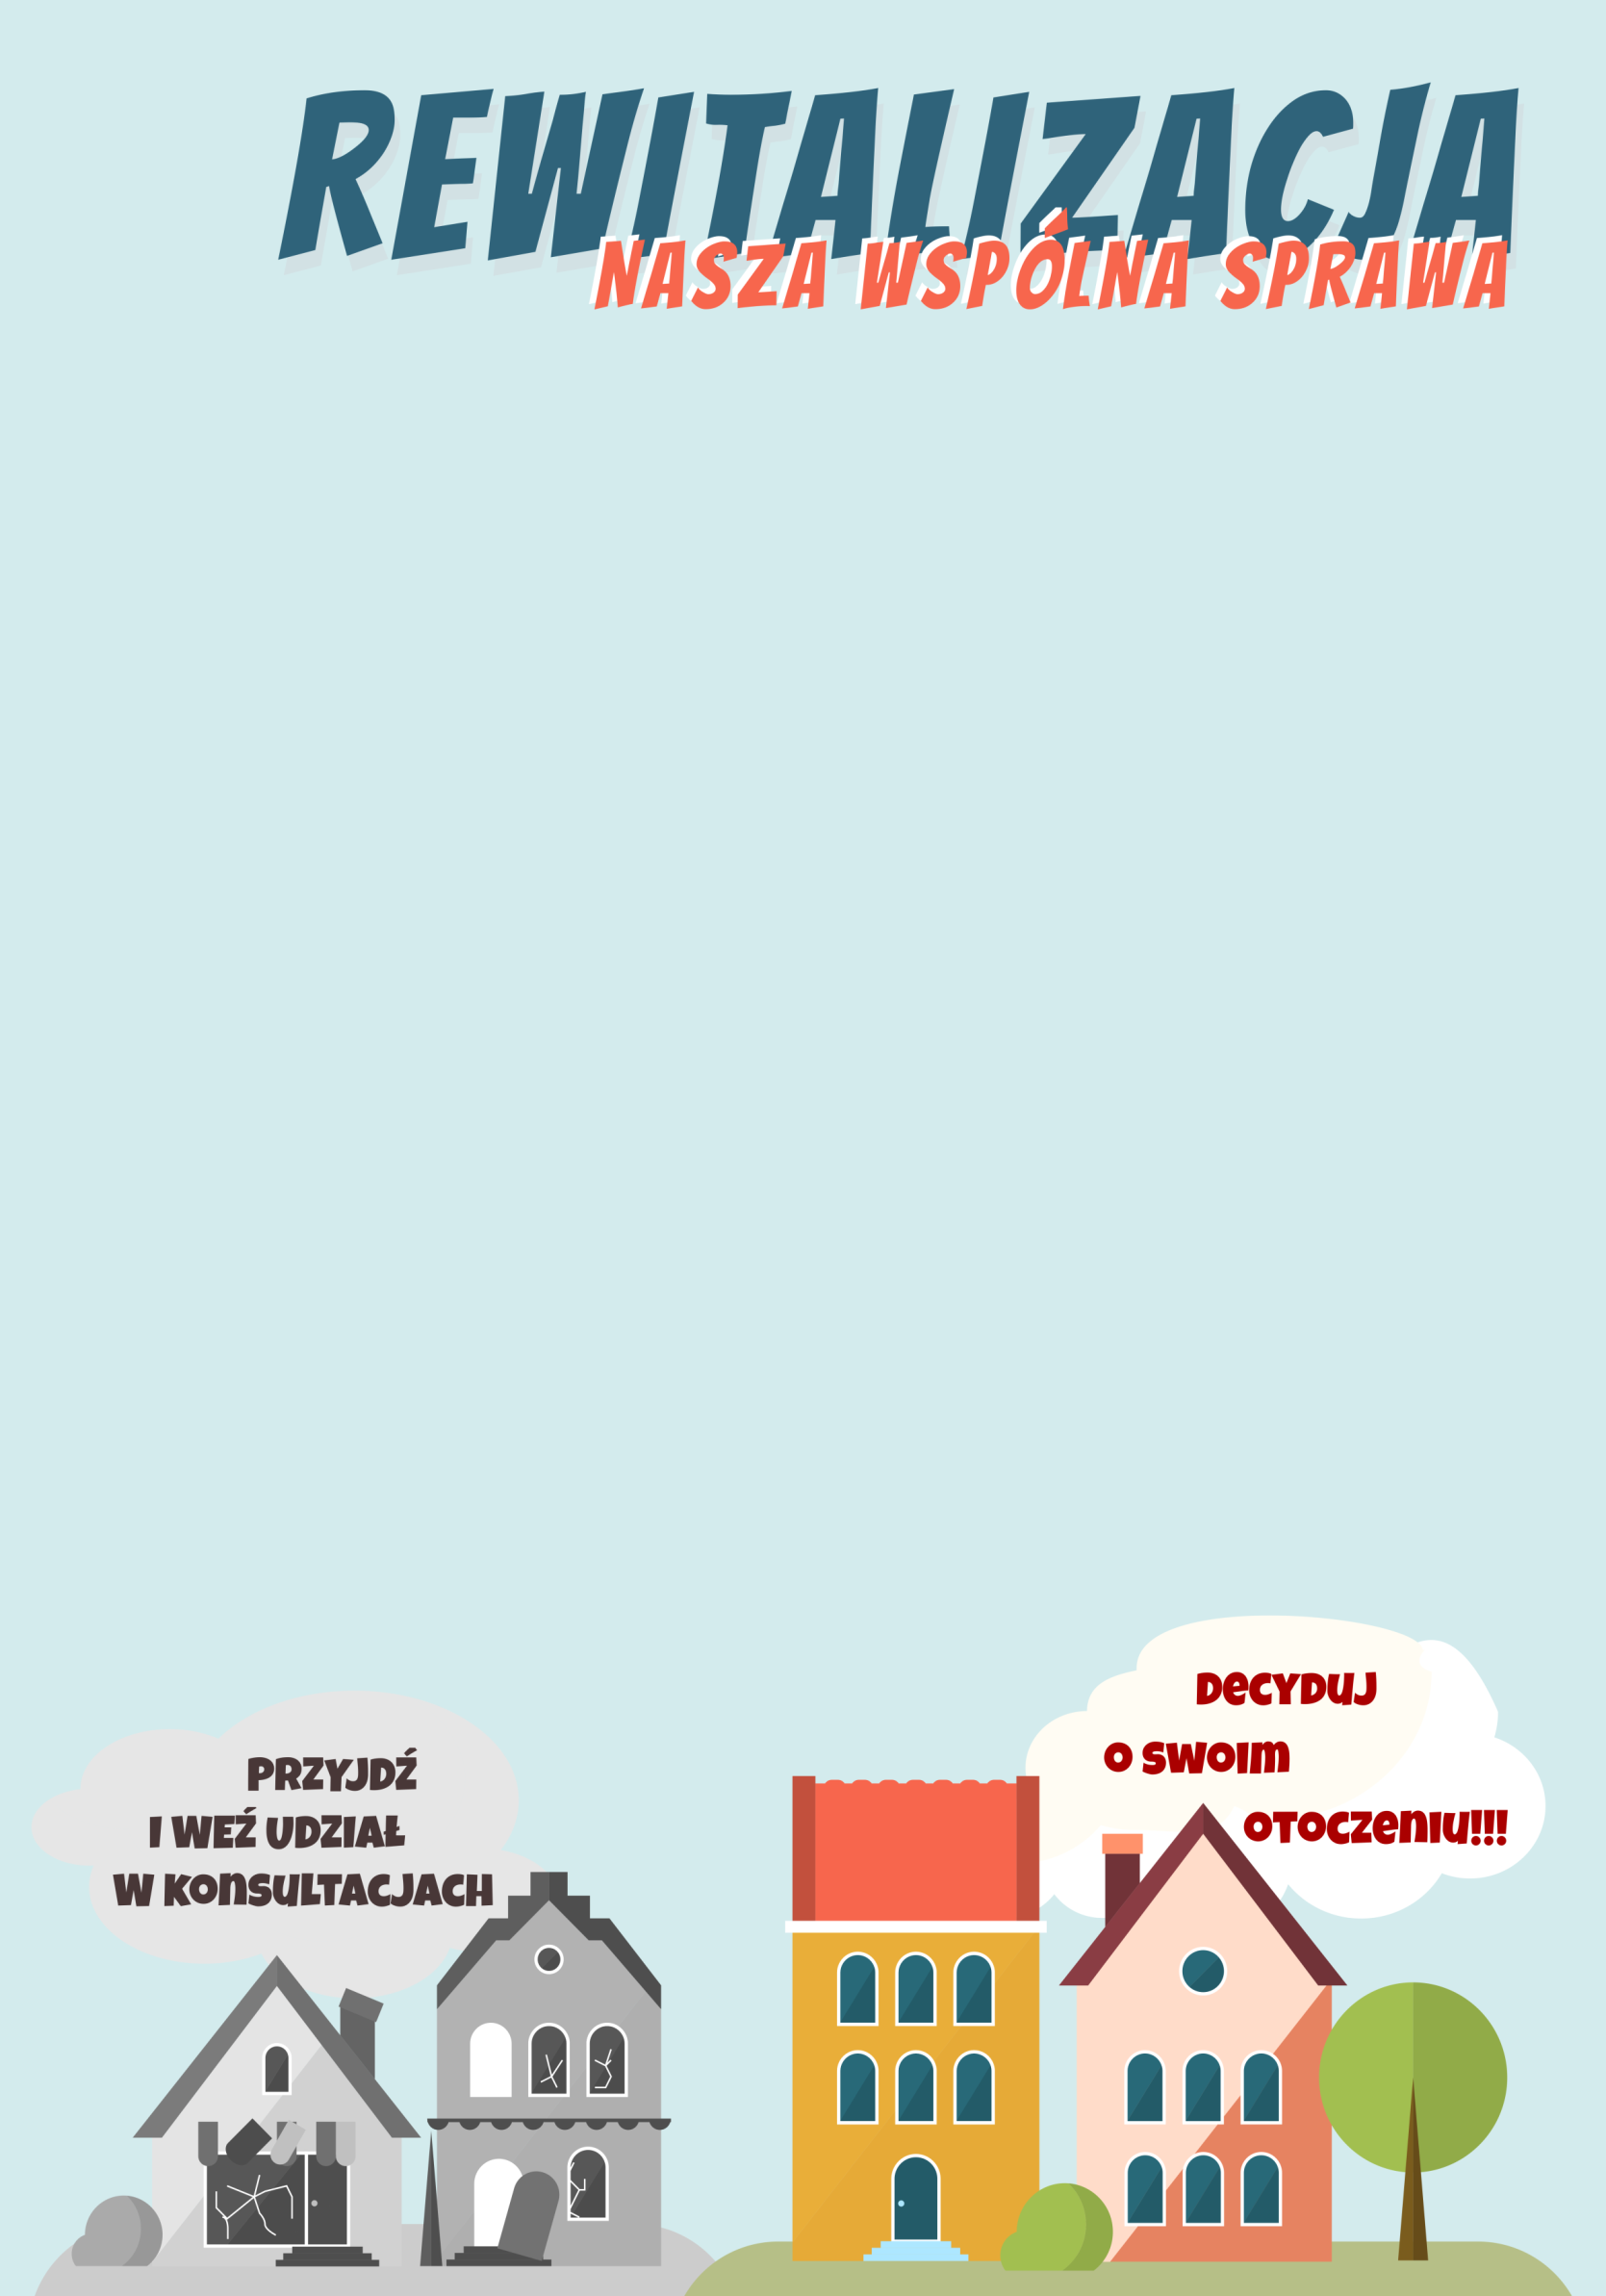 REWITALIZACJA
NASZA WSPÓLNA SPRAWA
DECYDUJ
O SWOIM
OTOCZENIU!!!
PRZYJDŹ
I WEŹ UDZIAŁ
W KONSULTACJACH